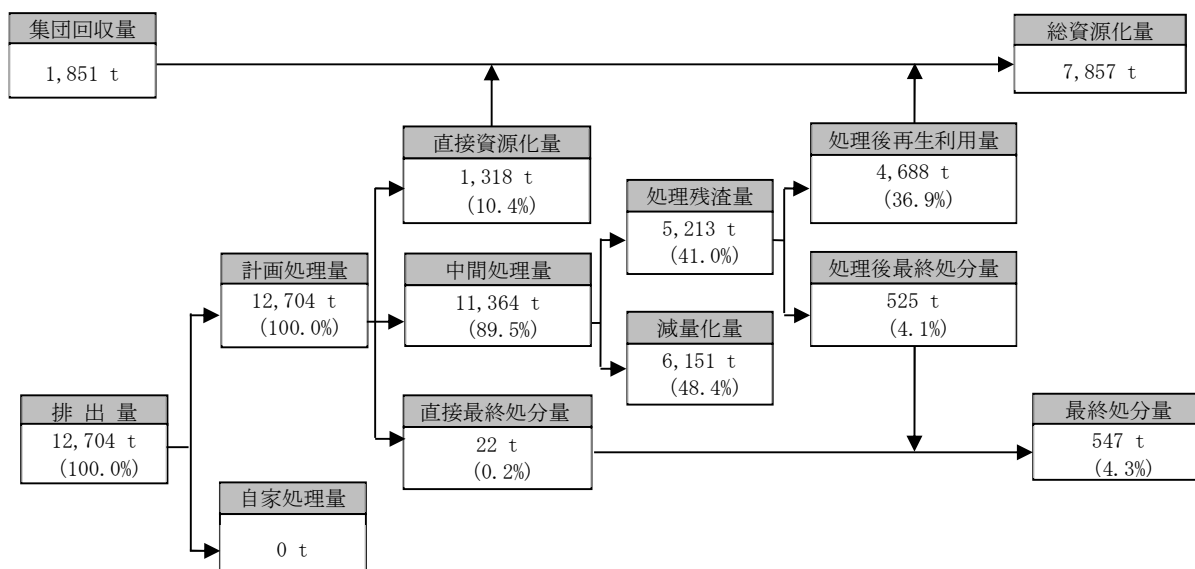 集団回収量
1,851 t
総資源化量
7,857 t
直接資源化量
1,318 t
(10.4%)
処理後再生利用量
4,688 t
(36.9%)
処理残渣量
5,213 t
(41.0%)
計画処理量
12,704 t
(100.0%)
中間処理量
11,364 t
(89.5%)
処理後最終処分量
525 t
(4.1%)
減量化量
6,151 t
(48.4%)
排出量
12,704 t
(100.0%)
直接最終処分量
22 t
(0.2%)
最終処分量
547 t
(4.3%)
自家処理量
0 t